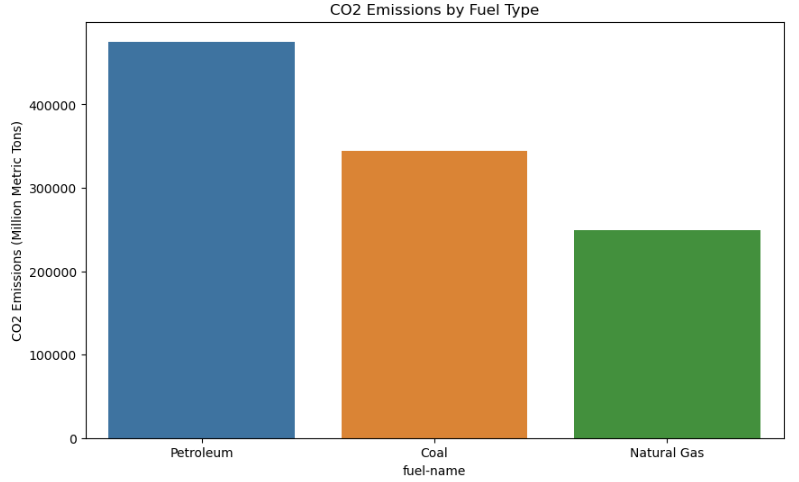 CO2 Emissions by Fuel Type
CO2 Emissions (Million Metric Tons)
400000
300000
200000
100000
0
Petroleum
Coal
Natural Gas
fuel-name